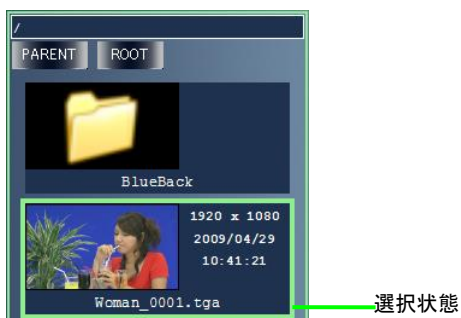 /
PARENT ROOT
BlueBack
1920 x 1080
2009/04/29
10:41:21
Woman_0001.tga
選択状態